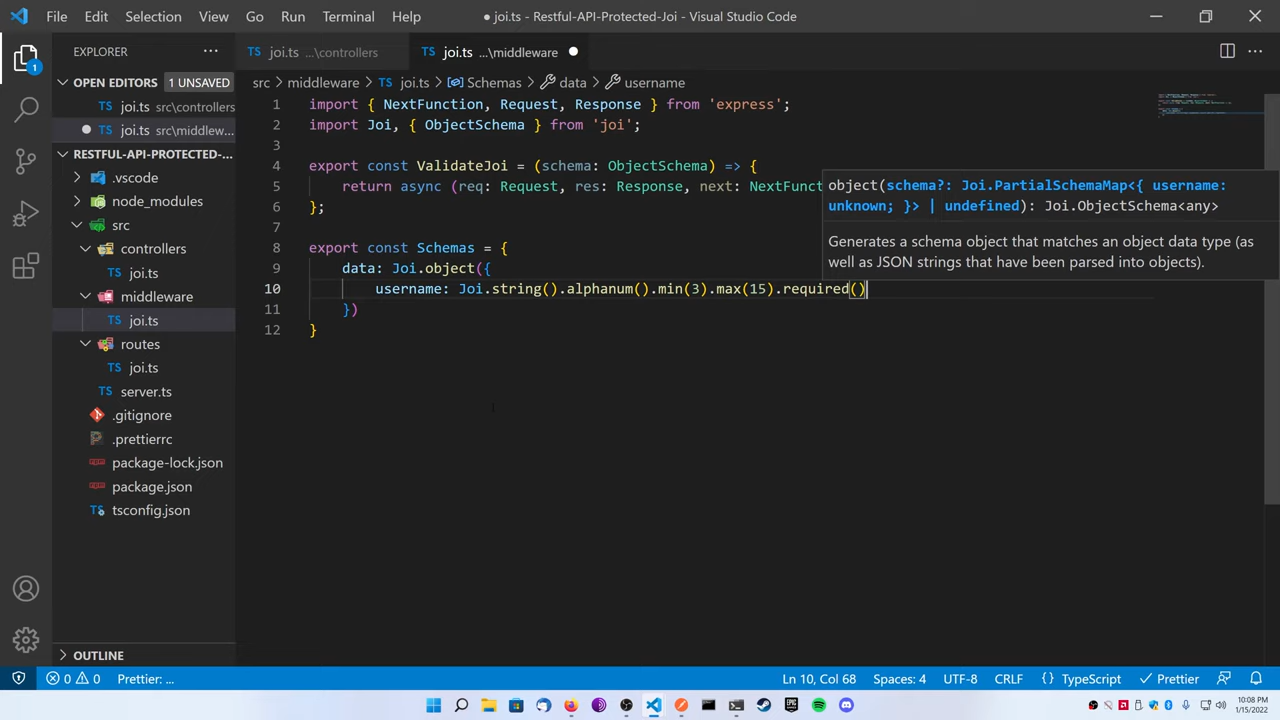 File Edit Selection View Go Run Terminal Help
joi.ts - Restful-API-Protected-Joi - Visual Studio Code
EXPLORER
OPEN EDITORS 1 UNSAVED
joi.ts src\controllers
joi.ts src\middlew...
RESTFUL-API-PROTECTED-...
.vscode
node_modules
src
controllers
TS joi.ts
middleware
TS joi.ts
routes
TS joi.ts
TS server.ts
.gitignore
.prettierrc
package-lock.json
package.json
tsconfig.json
OUTLINE
1
TS joi.ts ...\controllers
TS joi.ts ...\middleware
src > middleware > TS joi.ts > Schemas > data > username
1 import { NextFunction, Request, Response } from 'express';
2 import Joi, { ObjectSchema } from 'joi';
3
4 export const ValidateJoi = (schema: ObjectSchema) => {
5 return async (req: Request, res: Response, next: NextFunct
6 };
7
8 export const Schemas = {
9 data: Joi.object({
10 username: Joi.string().alphanum().min(3).max(15).required()
11 })
12 }
object(schema?: Joi.PartialSchemaMap<{ username:
unknown; }> | undefined): Joi.ObjectSchema<any>
Generates a schema object that matches an object data type (as
well as JSON strings that have been parsed into objects).
0 0 Prettier: ... Ln 10, Col 68 Spaces: 4 UTF-8 CRLF {} TypeScript Prettier
10:08 PM
1/15/2022